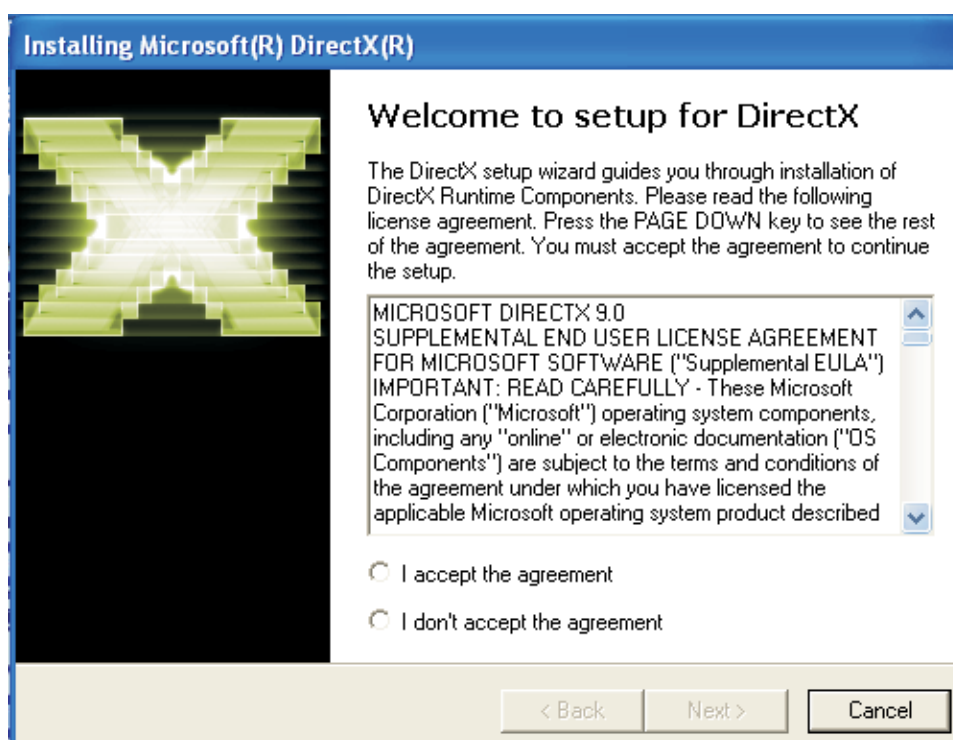 Installing Microsoft(R) DirectX(R)
Welcome to setup for DirectX
The DirectX setup wizard guides you through installation of
DirectX Runtime Components. Please read the following
license agreement. Press the PAGE DOWN key to see the rest
of the agreement. You must accept the agreement to continue
the setup.
MICROSOFT DIRECTX 9.0
SUPPLEMENTAL END USER LICENSE AGREEMENT
FOR MICROSOFT SOFTWARE ("Supplemental EULA")
IMPORTANT: READ CAREFULLY - These Microsoft
Corporation ("Microsoft") operating system components,
including any "online" or electronic documentation ("OS
Components") are subject to the terms and conditions of
the agreement under which you have licensed the
applicable Microsoft operating system product described
I accept the agreement
I don't accept the agreement
< Back
Next >
Cancel